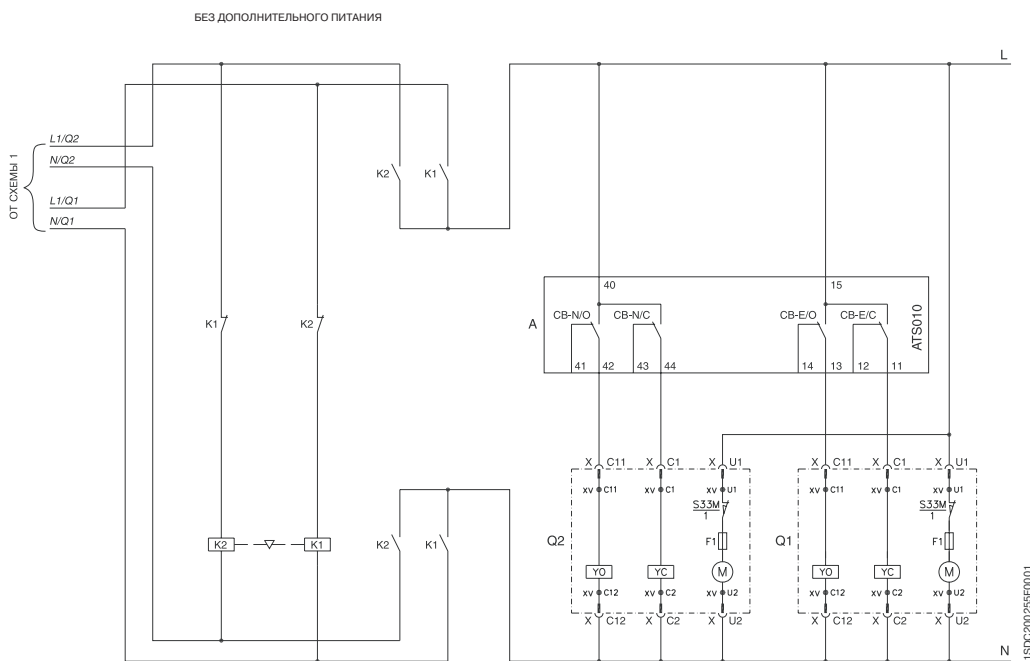 БЕЗ ДОПОЛНИТЕЛЬНОГО ПИТАНИЯ
L
ОТ СХЕМЫ 1
L1/Q2
N/Q2
L1/Q1
N/Q1
K2 K1
40 15
A CB-N/O CB-N/C CB-E/O CB-E/C ATS010
K1 K2
41 42 43 44 14 13 12 11
X C11 X C1 X U1 X C11 X C1 X U1
xv C11 xv C1 xv U1 xv C11 xv C1 xv U1
S33M S33M
1 1
K2 K1 K2 K1 Q2 F1 Q1 F1
YO YC M YO YC M
xv C12 xv C2 xv U2 xv C12 xv C2 xv U2
X C12 X C2 X U2 X C12 X C2 X U2
N
1SDC200255F0001